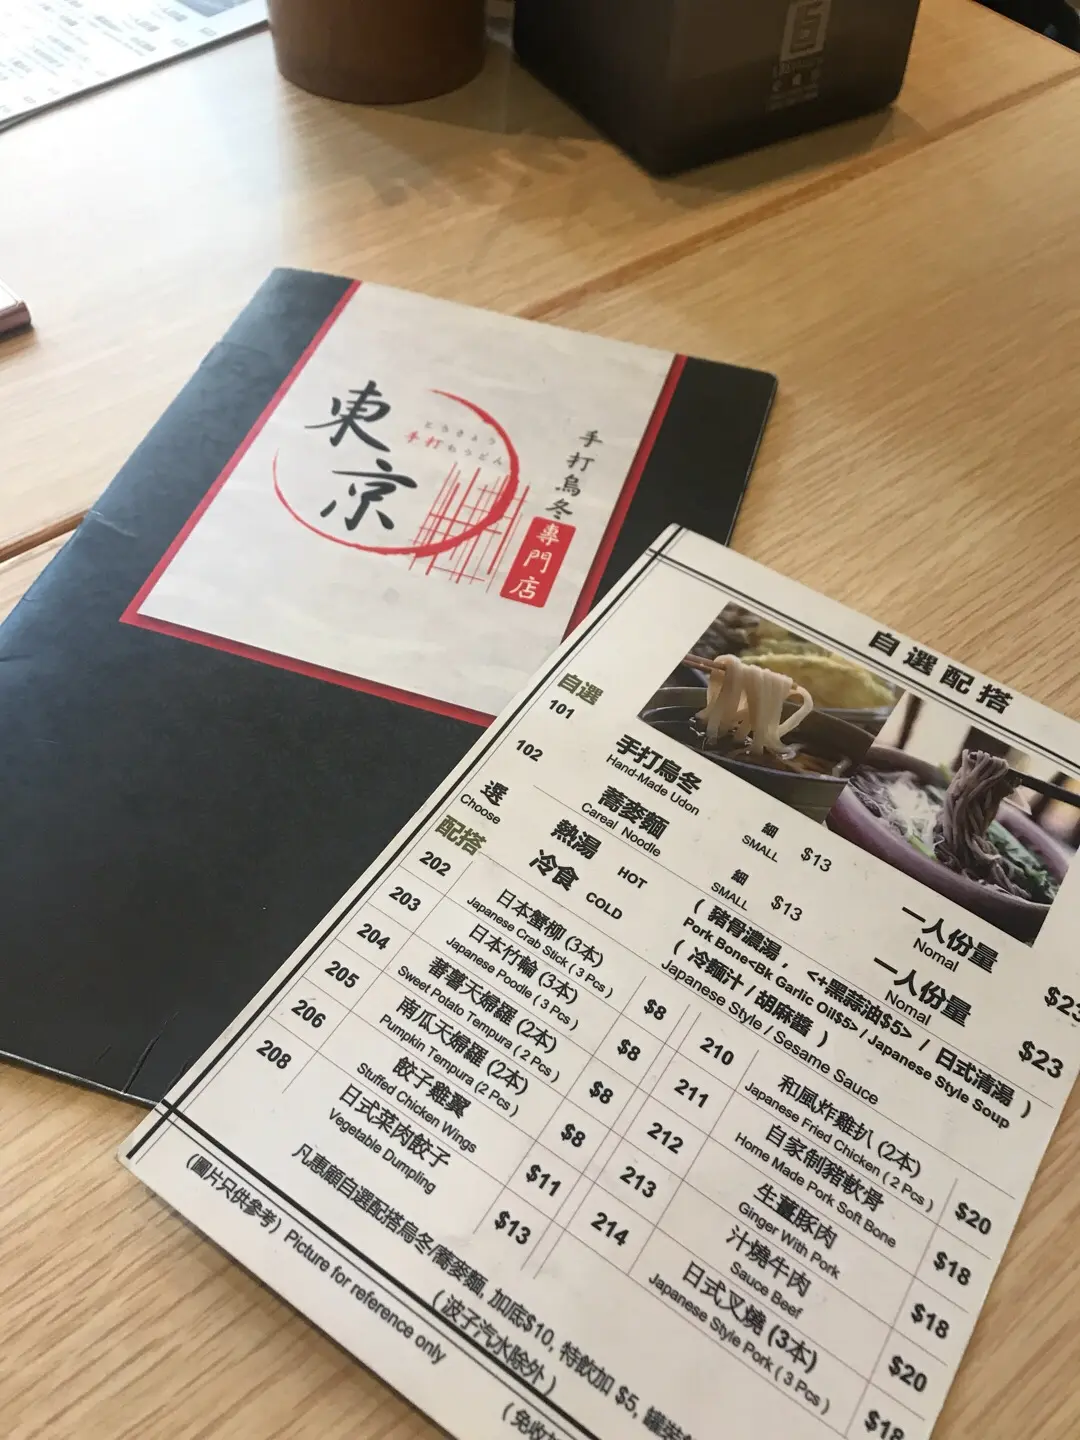 東京
とうきょう
手打ちうどん
手打烏冬
專門店
自選配搭
自選
101
手打烏冬
Hand-Made Udon
細
SMALL $13
一人份量
Nomal
102
蕎麥麵
Careal Noodle
細
SMALL $13
一人份量
Nomal
$23
選
Choose
熱湯 HOT
( 豬骨濃湯 , <+黑蒜油$5> / 日式清湯 )
Pork Bone<Bk Garlic Oil$5> / Japanese Style Soup
冷食 COLD
( 冷麵汁 / 胡麻醬 )
Japanese Style / Sesame Sauce
配搭
202 日本蟹柳 (3本) $8
Japanese Crab Stick ( 3 Pcs )
203 日本竹輪 (3本) $8
Japanese Poodle ( 3 Pcs )
204 蕃薯天婦羅 (2本) $8
Sweet Potato Tempura ( 2 Pcs )
205 南瓜天婦羅 (2本) $8
Pumpkin Tempura (2 Pcs )
206 餃子雞翼 $11
Stuffed Chicken Wings
208 日式菜肉餃子 $13
Vegetable Dumpling
210 和風炸雞扒 (2本) $20
Japanese Fried Chicken ( 2 Pcs )
211 自家制豬軟骨 $18
Home Made Pork Soft Bone
212 生薑豚肉 $18
Ginger With Pork
213 汁燒牛肉 $20
Sauce Beef
214 日式叉燒 (3本) $18
Japanese Style Pork ( 3 Pcs )
凡惠顧自選配搭烏冬/蕎麥麵, 加底$10, 特飲加 $5, 罐裝
( 波子汽水除外 )
(圖片只供參考) Picture for reference only
( 免收加